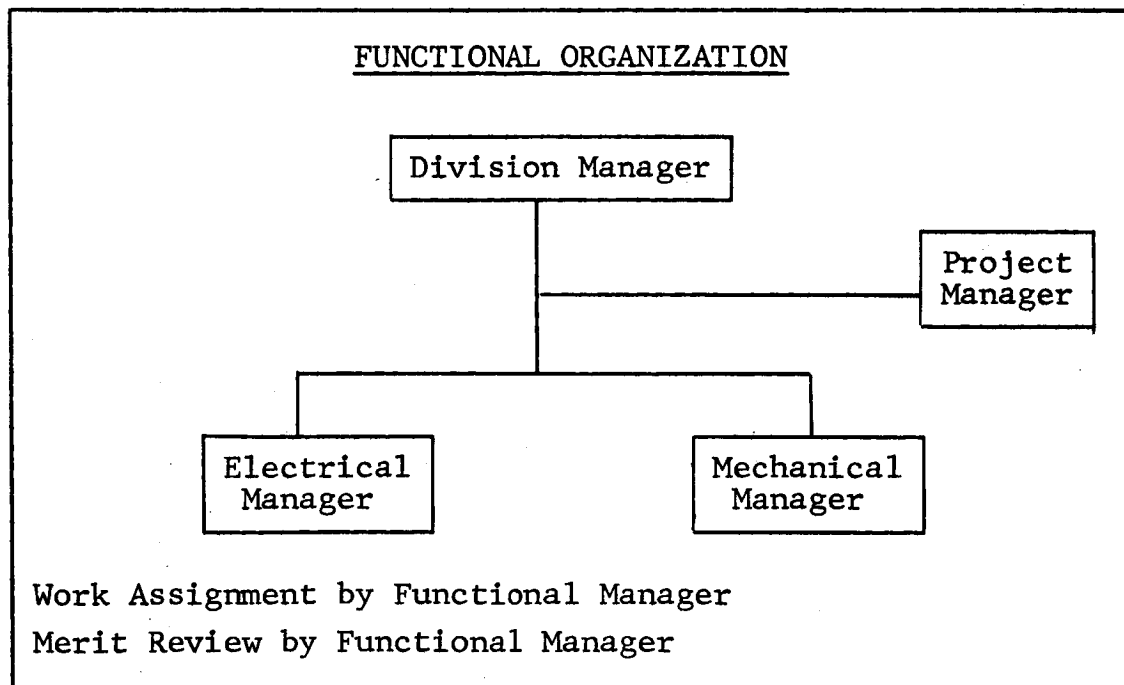 FUNCTIONAL ORGANIZATION
Division Manager
Project
Manager
Electrical
Manager
Mechanical
Manager
Work Assignment by Functional Manager
Merit Review by Functional Manager